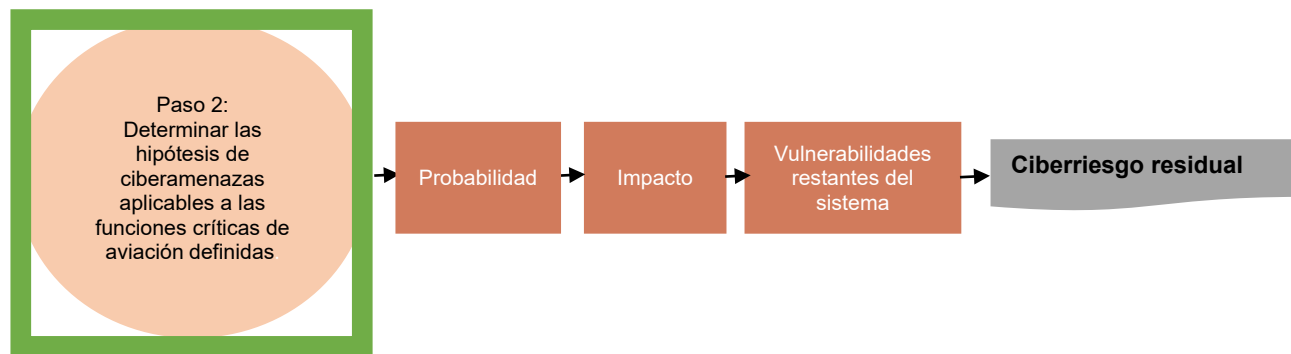 Paso 2:
Determinar las
hipótesis de
ciberamenazas
aplicables a las
funciones críticas de
aviación definidas
Probabilidad
Impacto
Vulnerabilidades
restantes del
sistema
Ciberriesgo residual